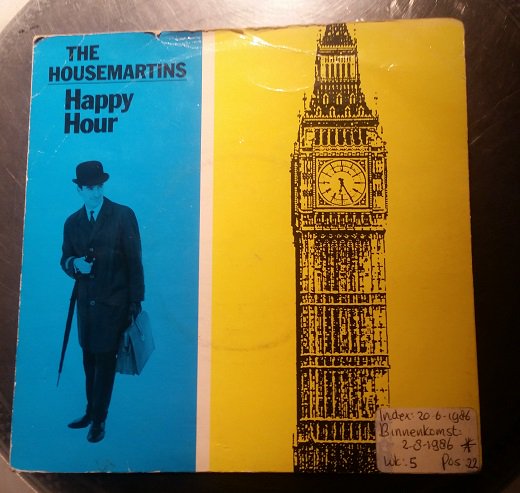 THE
HOUSEMARTiNS
Happy
Hour
Index: 20-6-1986
Binnenkomst:
2-8-1986 *
wk: 5 Pos: 22